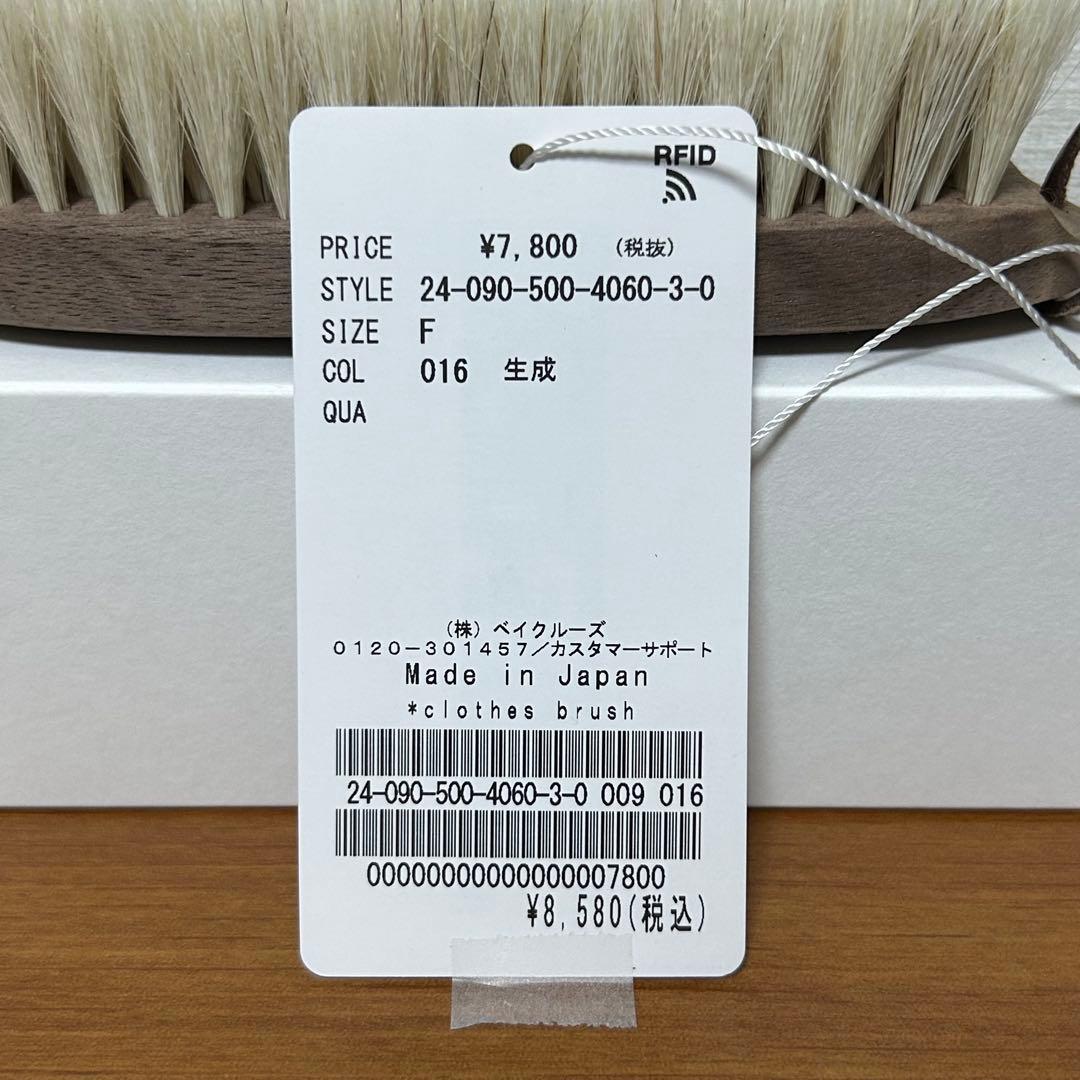 RFID
PRICE ¥7,800 (税抜)
STYLE 24-090-500-4060-3-0
SIZE F
COL 016 生成
QUA
(株) ベイクルーズ
0120-301457/カスタマーサポート
Made in Japan
*clothes brush
24-090-500-4060-3-0 009 016
00000000000000007800
¥8,580(税込)